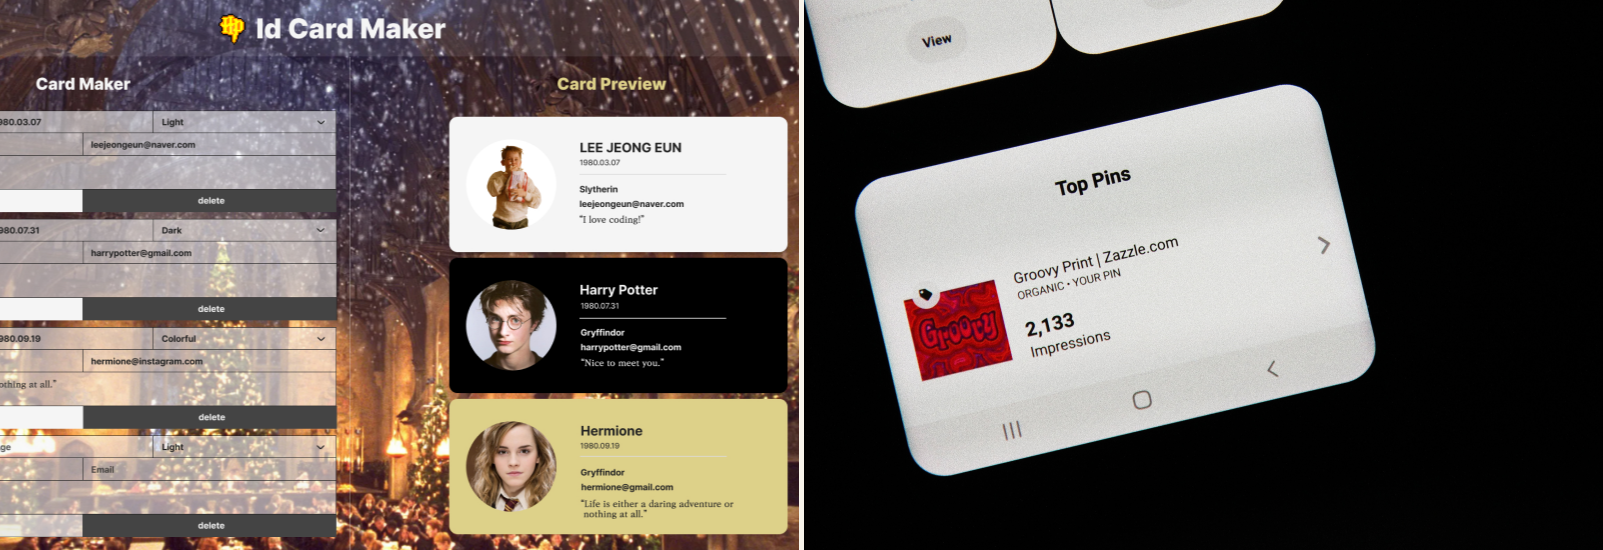 Hp Id Card Maker
Card Maker
980.03.07
Light
leejeongeun@naver.com
delete
980.07.31
Dark
harrypotter@gmail.com
delete
980.09.19
Colorful
hermione@instagram.com
othing at all."
delete
ge
Light
Email
delete
Card Preview
LEE JEONG EUN
1980.03.07
Slytherin
leejeongeun@naver.com
"I love coding!"
Harry Potter
1980.07.31
Gryffindor
harrypotter@gmail.com
"Nice to meet you."
Hermione
1980.09.19
Gryffindor
hermione@gmail.com
"Life is either a daring adventure or
nothing at all."
View
Top Pins
Groovy Print | Zazzle.com
ORGANIC • YOUR PIN
Groovy
2,133
Impressions